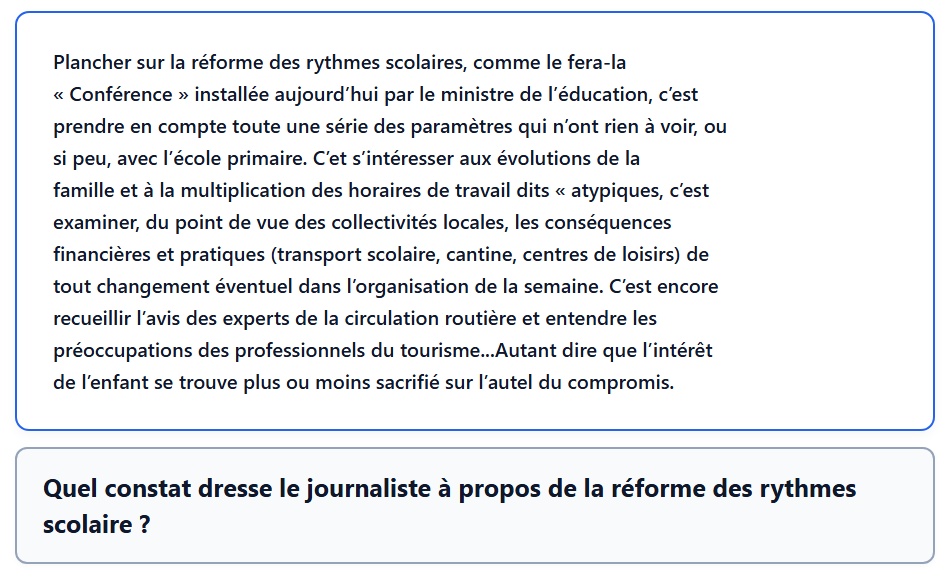 Plancher sur la réforme des rythmes scolaires, comme le fera-la
« Conférence » installée aujourd’hui par le ministre de l’éducation, c’est
prendre en compte toute une série des paramètres qui n’ont rien à voir, ou
si peu, avec l’école primaire. C’et s’intéresser aux évolutions de la
famille et à la multiplication des horaires de travail dits « atypiques, c’est
examiner, du point de vue des collectivités locales, les conséquences
financières et pratiques (transport scolaire, cantine, centres de loisirs) de
tout changement éventuel dans l’organisation de la semaine. C’est encore
recueillir l’avis des experts de la circulation routière et entendre les
préoccupations des professionnels du tourisme...Autant dire que l’intérêt
de l’enfant se trouve plus ou moins sacrifié sur l’autel du compromis.
Quel constat dresse le journaliste à propos de la réforme des rythmes
scolaire ?